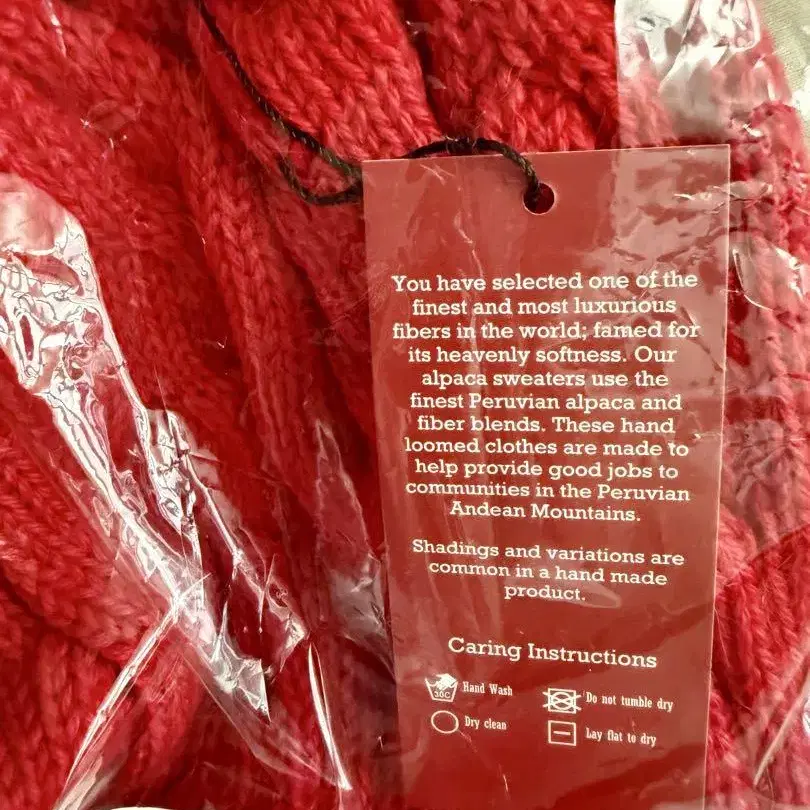 You have selected one of the
finest and most luxurious
fibers in the world; famed for
its heavenly softness. Our
alpaca sweaters use the
finest Peruvian alpaca and
fiber blends. These hand
loomed clothes are made to
help provide good jobs to
communities in the Peruvian
Andean Mountains.
Shadings and variations are
common in a hand made
product.
Caring Instructions
30C Hand Wash
Do not tumble dry
Dry clean
Lay flat to dry